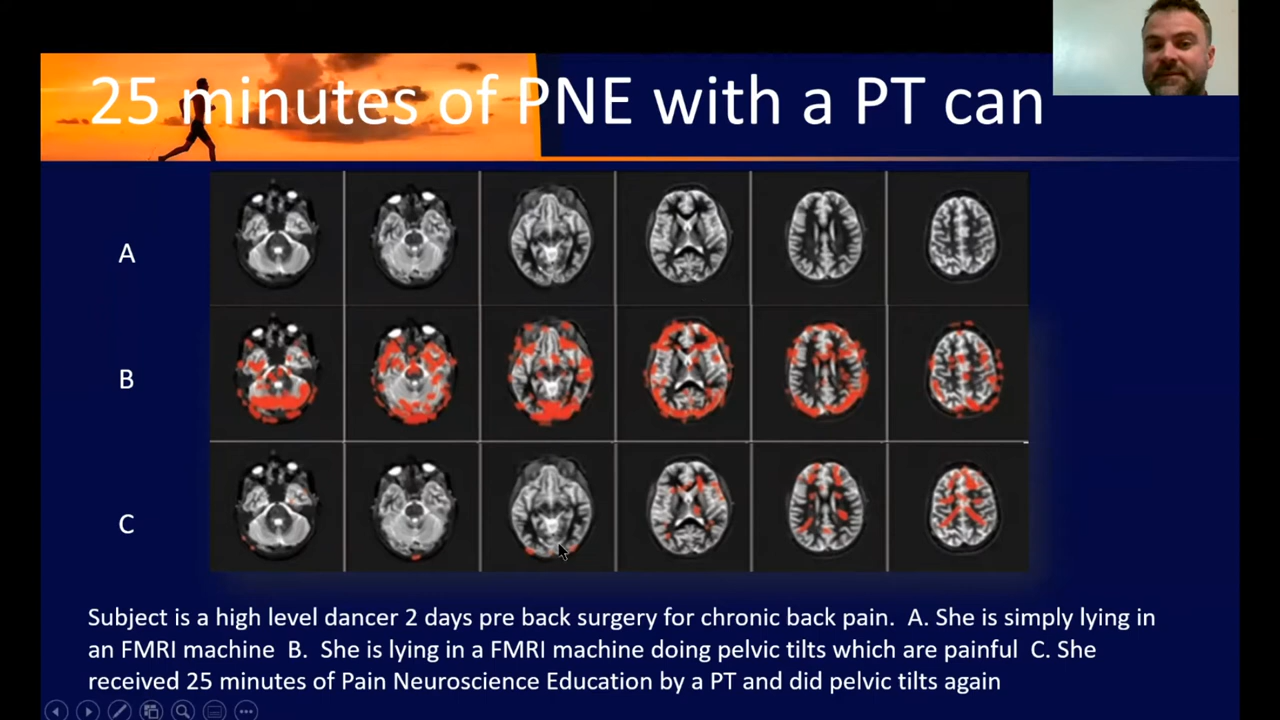 25 minutes of PNE with a PT can
A
B
C
Subject is a high level dancer 2 days pre back surgery for chronic back pain.  A. She is simply lying in
an FMRI machine  B.  She is lying in a FMRI machine doing pelvic tilts which are painful  C. She
received 25 minutes of Pain Neuroscience Education by a PT and did pelvic tilts again